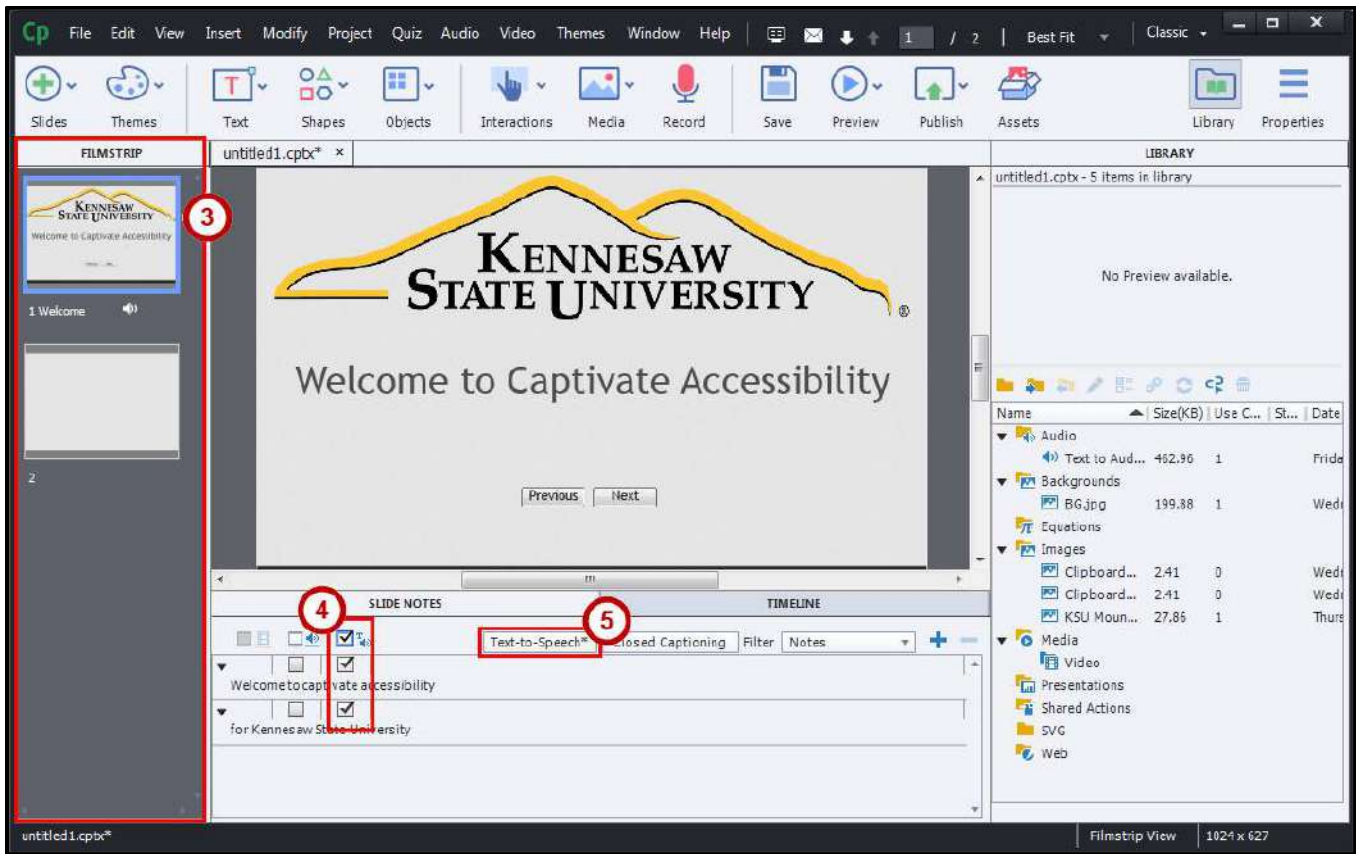 Cp File Edit View Insert Modify Project Quiz Audio Video Themes Window Help 1 / 2 Best Fit Classic
Slides Themes Text Shapes Objects Interactions Media Record Save Preview Publish Assets Library Properties
FILMSTRIP
3
KENNESAW
STATE UNIVERSITY
Welcome to Captivate Accessibility
1 Welcome
2
untitled1.cptx* ×
KENNESAW
STATE UNIVERSITY ®
Welcome to Captivate Accessibility
Previous Next
4
SLIDE NOTES TIMELINE
5
Text-to-Speech* Closed Captioning Filter Notes
Welcome to captivate accessibility
for Kennesaw State University
LIBRARY
untitled1.cptx - 5 items in library
No Preview available.
Name Size(KB) Use C... St... Date
Audio
Text to Aud... 462.96 1 Frida
Backgrounds
BG.jpg 199.88 1 Wedn
Equations
Images
Clipboard... 2.41 0 Wedn
Clipboard... 2.41 0 Wedn
KSU Moun... 27.86 1 Thurs
Media
Video
Presentations
Shared Actions
SVG
Web
untitled1.cptx* Filmstrip View 1024 x 627